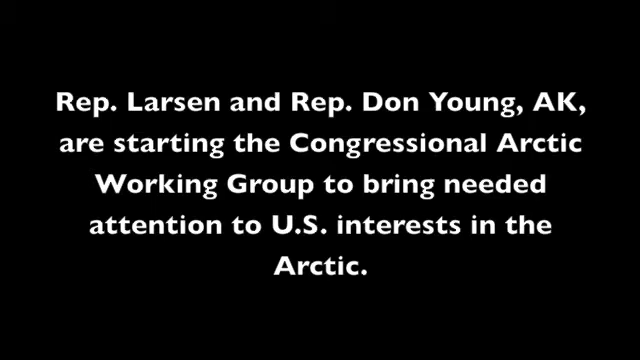 Rep. Larsen and Rep. Don Young, AK,
are starting the Congressional Arctic
Working Group to bring needed
attention to U.S. interests in the
Arctic.